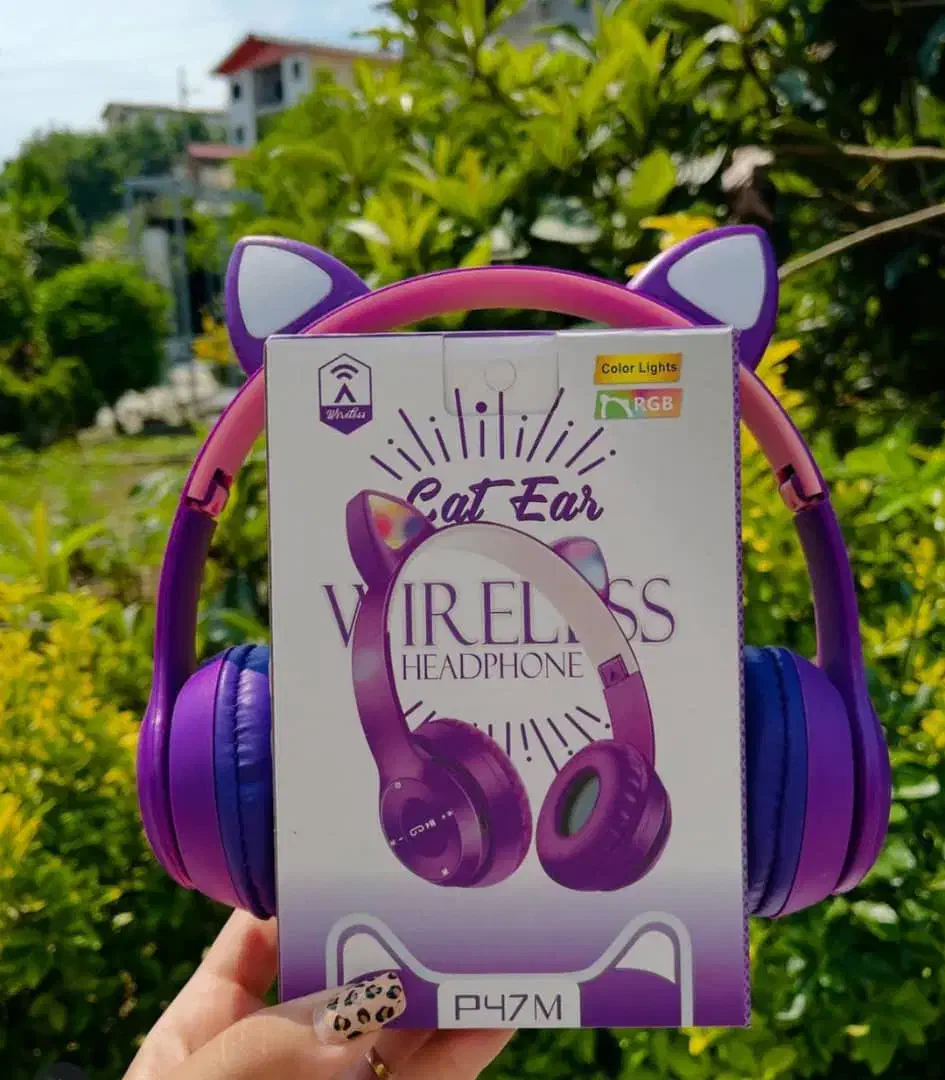 Wireless
Color Lights
RGB
Cat Ear
WIRELESS
HEADPHONE
P47M